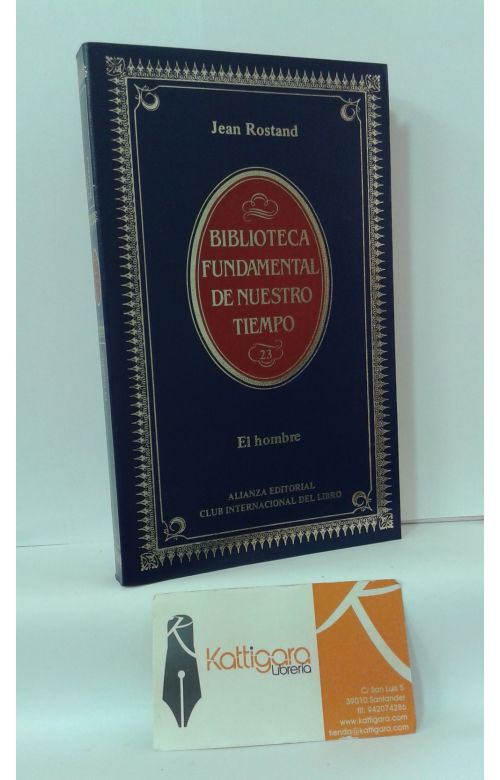 Jean Rostand
BIBLIOTECA
FUNDAMENTAL
DE NUESTRO
TIEMPO
23
El hombre
ALIANZA EDITORIAL
CLUB INTERNACIONAL DEL LIBRO
Kattigara
Librería
C/ San Luis 5
39010 Santander
tlf: 942074286
www.kattigara.com
tienda@kattigara.com